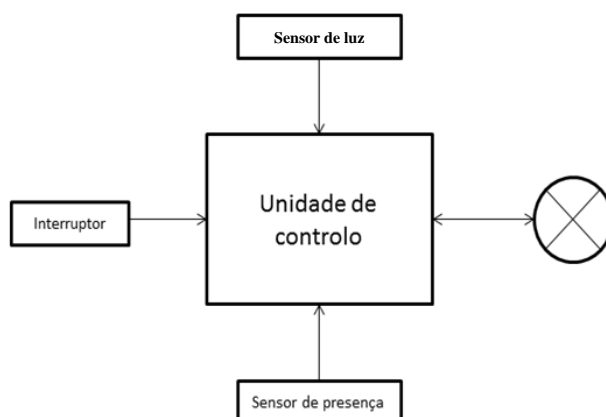 Sensor de luz
Unidade de
controlo
Interruptor
Sensor de presença